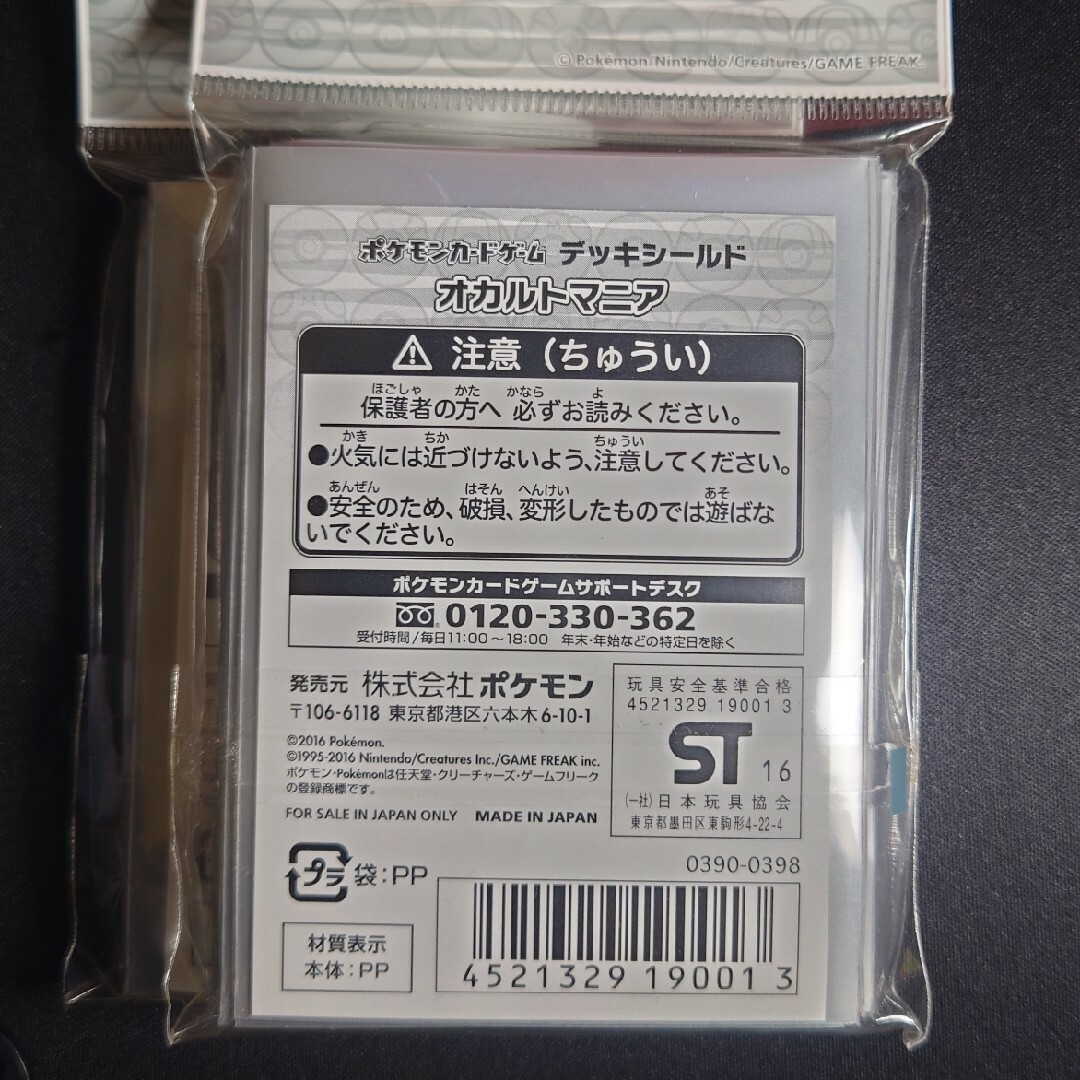 © Pokémon/Nintendo/Creatures/GAME FREAK.
ポケモンカードゲーム デッキシールド
オカルトマニア
注意（ちゅうい）
ほごしゃ かた かなら よ
保護者の方へ 必ずお読みください。
かき ちか ちゅうい
●火気には近づけないよう、注意してください。
あんぜん はそん へんけい あそ
●安全のため、破損、変形したものでは遊ばな
いでください。
ポケモンカードゲームサポートデスク
0120-330-362
受付時間/毎日11:00～18:00 年末・年始などの特定日を除く
発売元 株式会社 ポケモン
〒106-6118 東京都港区六本木6-10-1
©2016 Pokémon.
©1995-2016 Nintendo/Creatures Inc./GAME FREAK inc.
ポケモン・Pokémonは任天堂・クリーチャーズ・ゲームフリーク
の登録商標です。
FOR SALE IN JAPAN ONLY MADE IN JAPAN
玩具安全基準合格
4521329 19001 3
ST 16
(一社)日本玩具協会
東京都墨田区東駒形4-22-4
プラ 袋:PP
0390-0398
材質表示
本体:PP
4521329 190013